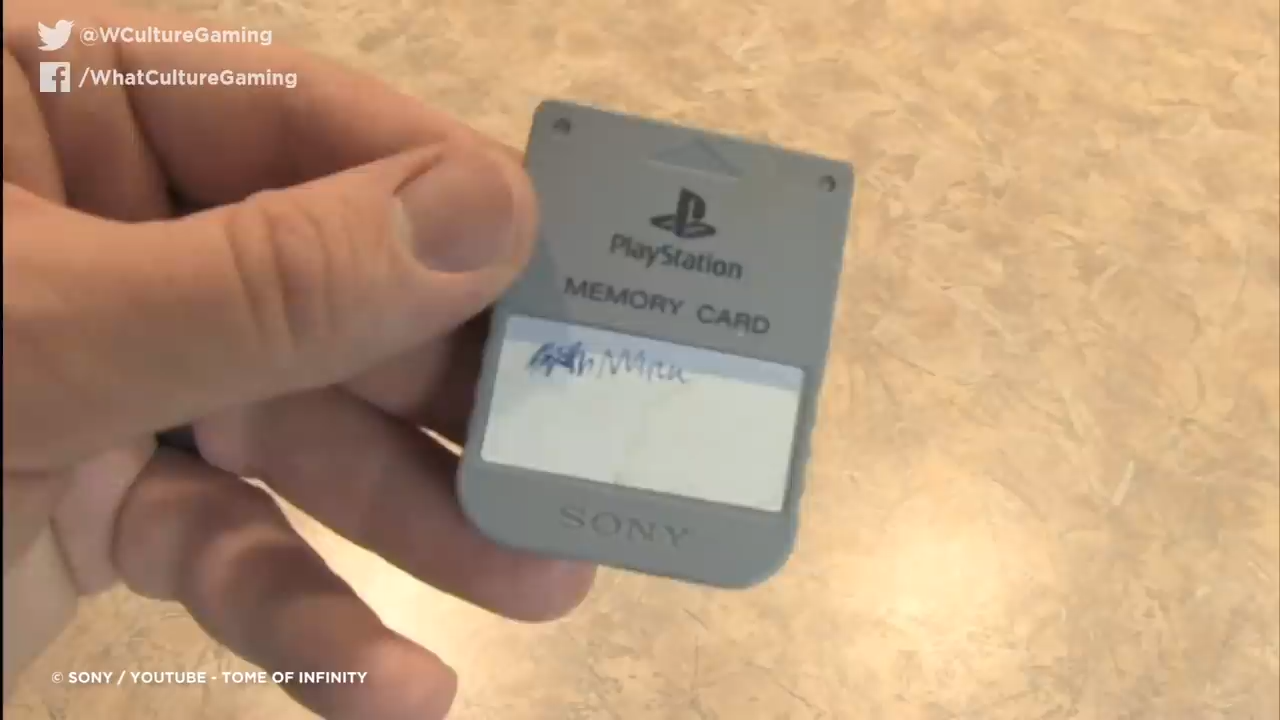 @WCultureGaming
/WhatCultureGaming
PlayStation
MEMORY CARD
SONY
© SONY / YOUTUBE - TOME OF INFINITY